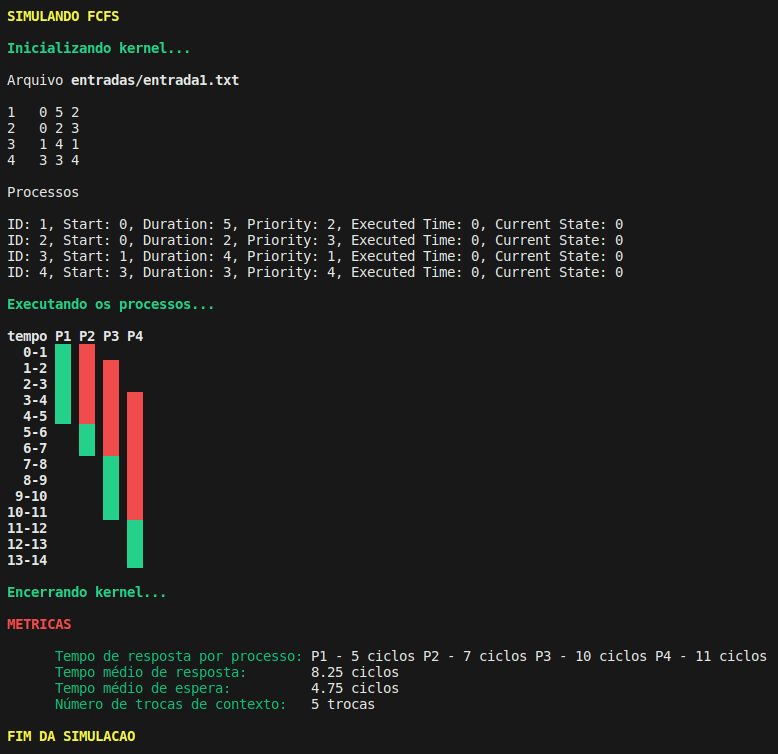 SIMULANDO FCFS
Inicializando kernel...
Arquivo entradas/entrada1.txt
1   0 5 2
2   0 2 3
3   1 4 1
4   3 3 4
Processos
ID: 1, Start: 0, Duration: 5, Priority: 2, Executed Time: 0, Current State: 0
ID: 2, Start: 0, Duration: 2, Priority: 3, Executed Time: 0, Current State: 0
ID: 3, Start: 1, Duration: 4, Priority: 1, Executed Time: 0, Current State: 0
ID: 4, Start: 3, Duration: 3, Priority: 4, Executed Time: 0, Current State: 0
Executando os processos...
tempo P1 P2 P3 P4
0-1
1-2
2-3
3-4
4-5
5-6
6-7
7-8
8-9
9-10
10-11
11-12
12-13
13-14
Encerrando kernel...
METRICAS
Tempo de resposta por processo: P1 - 5 ciclos P2 - 7 ciclos P3 - 10 ciclos P4 - 11 ciclos
Tempo médio de resposta:        8.25 ciclos
Tempo médio de espera:          4.75 ciclos
Número de trocas de contexto:   5 trocas
FIM DA SIMULACAO